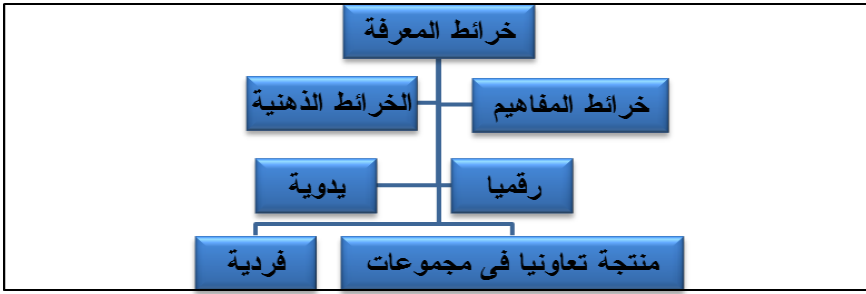 خرائط المعرفة
خرائط المفاهيم
الخرائط الذهنية
رقميا
يدوية
منتجة تعاونيا فى مجموعات
فردية